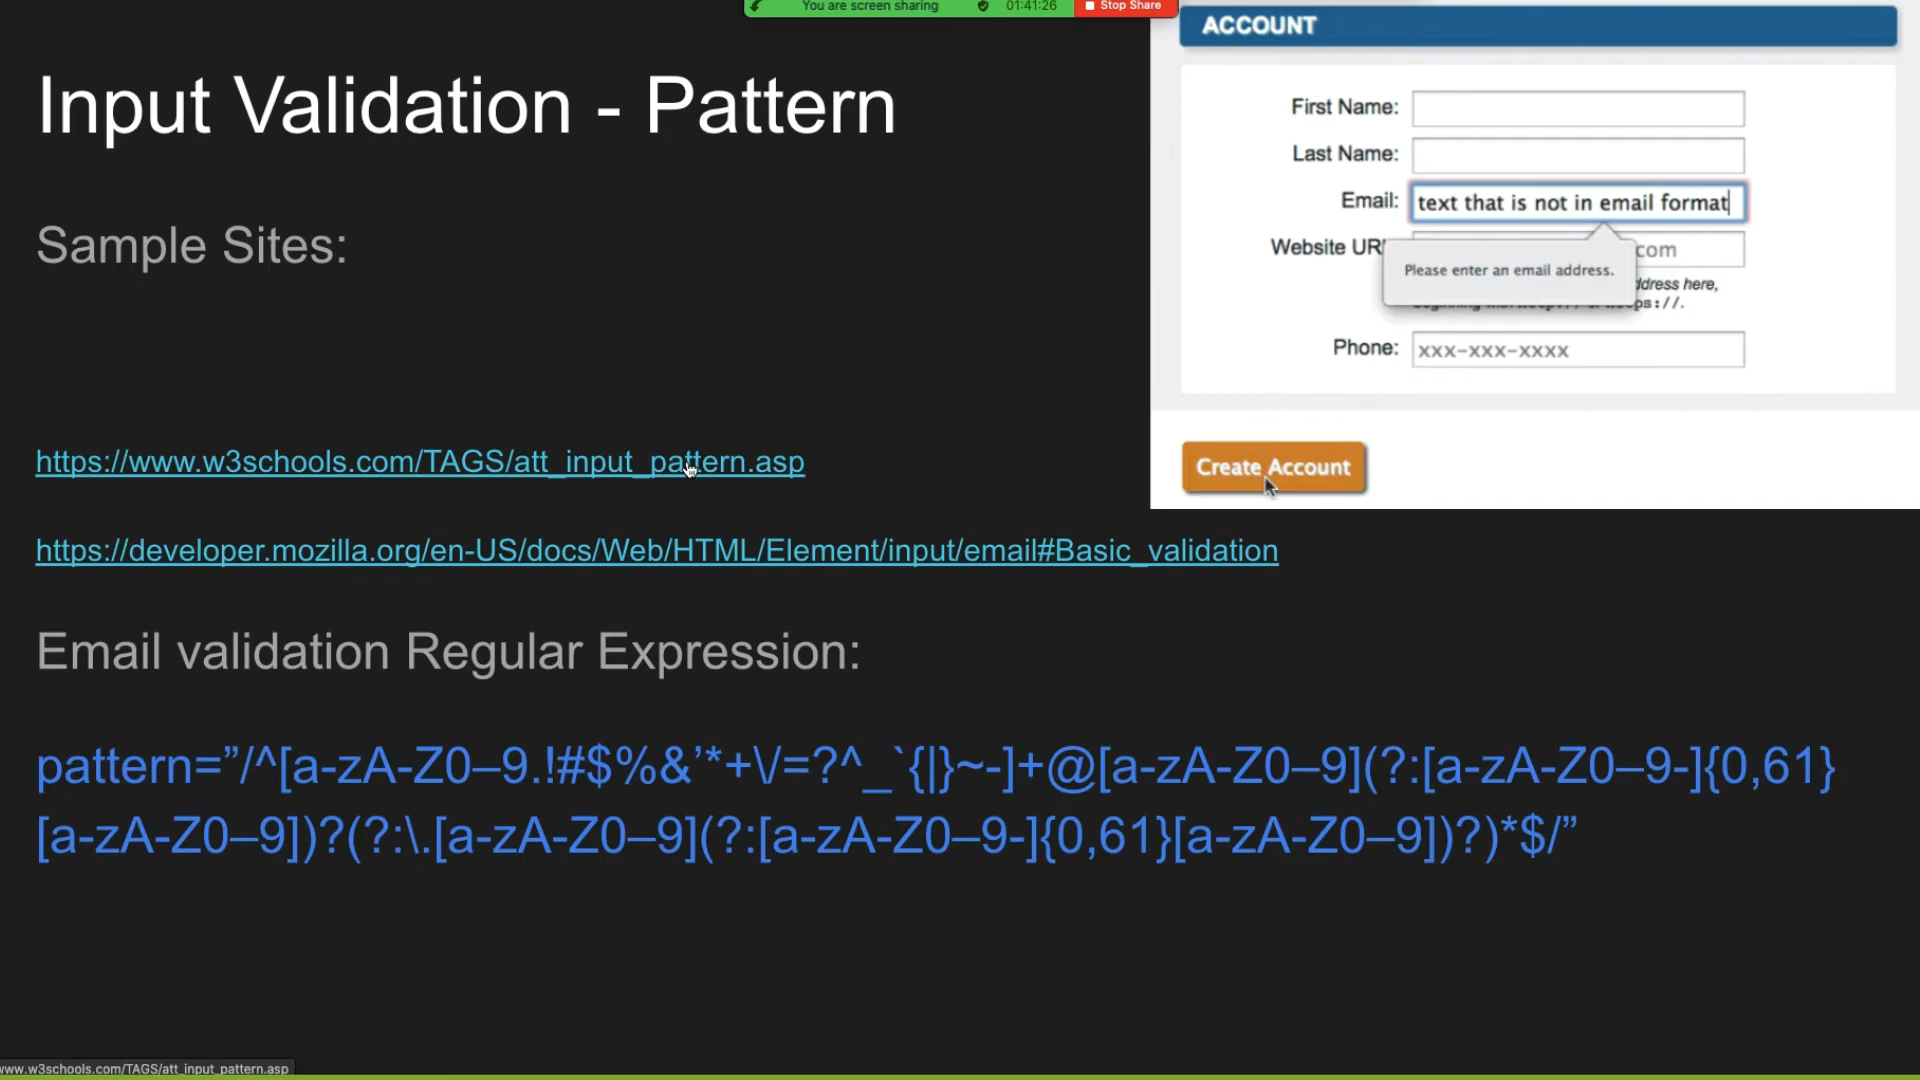 You are screen sharing 01:41:26 Stop Share
Input Validation - Pattern
Sample Sites:
https://www.w3schools.com/TAGS/att_input_pattern.asp
https://developer.mozilla.org/en-US/docs/Web/HTML/Element/input/email#Basic_validation
Email validation Regular Expression:
pattern=”/^[a-zA-Z0–9.!#$%&’*+\/=?^_`{|}~-]+@[a-zA-Z0–9](?:[a-zA-Z0–9-]{0,61}
[a-zA-Z0–9])?(?:\.[a-zA-Z0–9](?:[a-zA-Z0–9-]{0,61}[a-zA-Z0–9])?)*$/”
ACCOUNT
First Name:
Last Name:
Email: text that is not in email format
Website UR com
Please enter an email address.
ddress here,
ps://.
Phone: xxx-xxx-xxxx
Create Account
www.w3schools.com/TAGS/att_input_pattern.asp